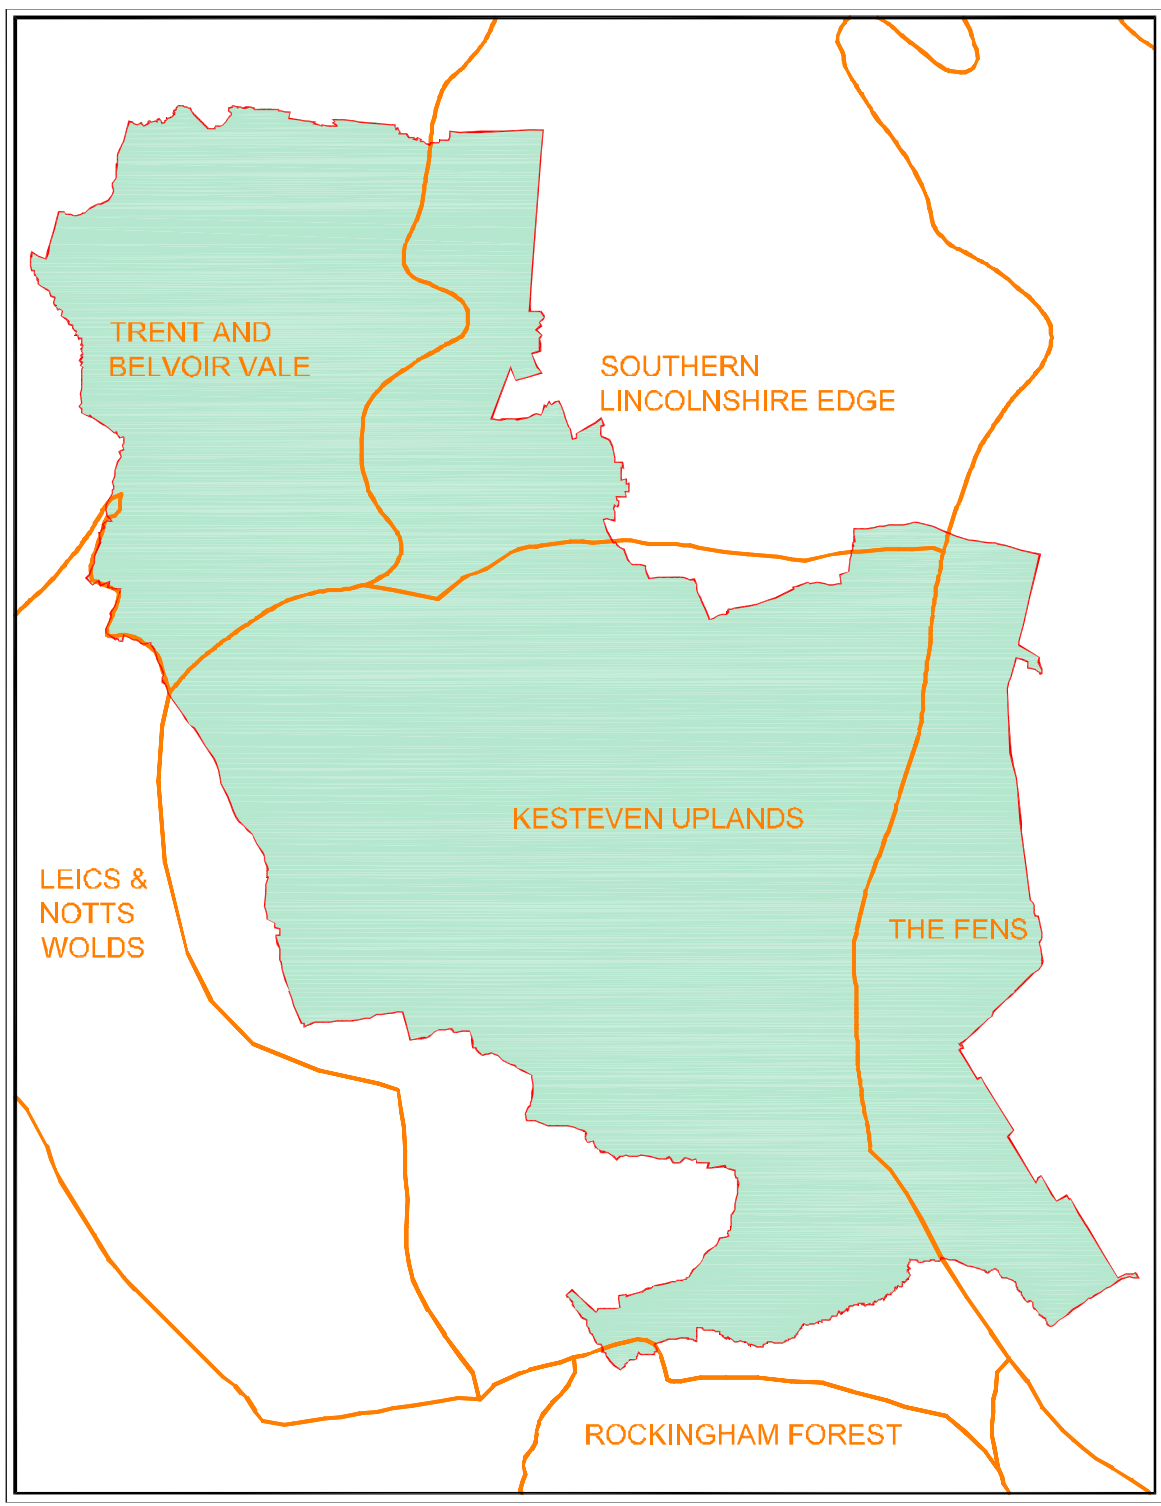 TRENT AND
BELVOIR VALE
SOUTHERN
LINCOLNSHIRE EDGE
KESTEVEN UPLANDS
LEICS &
NOTTS
WOLDS
THE FENS
ROCKINGHAM FOREST